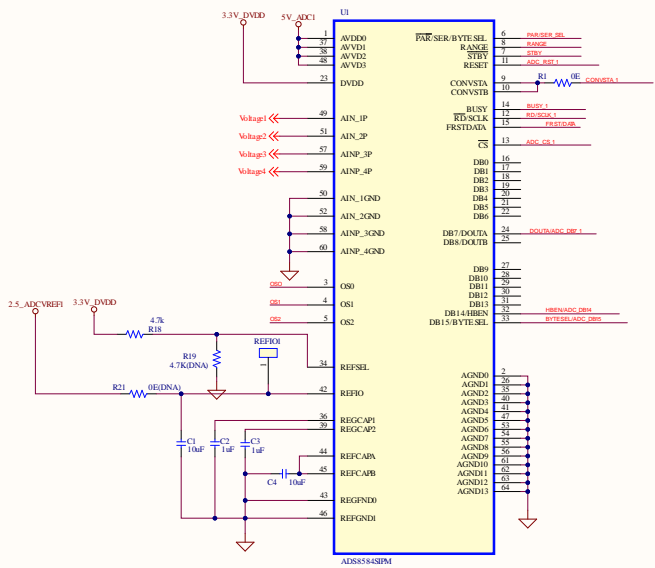 U1
3.3V_DVDD
5V_ADC1
1 AVDD0
37 AVVD1
38 AVVD2
48 AVVD3
23 DVDD
Voltage1 49 AIN_1P
Voltage2 51 AIN_2P
Voltage3 57 AINP_3P
Voltage4 59 AINP_4P
50 AIN_1GND
52 AIN_2GND
58 AINP_3GND
60 AINP_4GND
OS0 3 OS0
OS1 4 OS1
OS2 5 OS2
2.5_ADCVREF1
3.3V_DVDD
4.7k
R18
R19
4.7K(DNA)
REFIO1
1
34 REFSEL
R21 0E(DNA) 42 REFIO
36 REGCAP1
39 REGCAP2
C1
10uF
C2
1uF
C3
1uF
44 REFCAPA
45 REFCAPB
C4 10uF
43 REGFND0
46 REFGND1
PAR/SER/BYTESEL 6 PAR/SER_SEL
RANGE 8 RANGE
STBY 7 STBY
RESET 11 ADC_RST_1
CONVSTA 9 R1 0E CONVSTA_1
CONVSTB 10
BUSY 14 BUSY_1
RD/SCLK 12 RD/SCLK_1
FRSTDATA 15 FRST/DATA
CS 13 ADC_CS_1
DB0 16
DB1 17
DB2 18
DB3 19
DB4 20
DB5 21
DB6 22
DB7/DOUTA 24 DOUTA/ADC_DB7_1
DB8/DOUTB 25
DB9 27
DB10 28
DB11 29
DB12 30
DB13 31
DB14/HBEN 32 HBEN/ADC_DB14
DB15/BYTESEL 33 BYTESEL/ADC_DB15
AGND0 2
AGND1 26
AGND2 35
AGND3 40
AGND4 41
AGND5 47
AGND6 53
AGND7 54
AGND8 55
AGND9 56
AGND10 61
AGND11 62
AGND12 63
AGND13 64
ADS8584SIPM